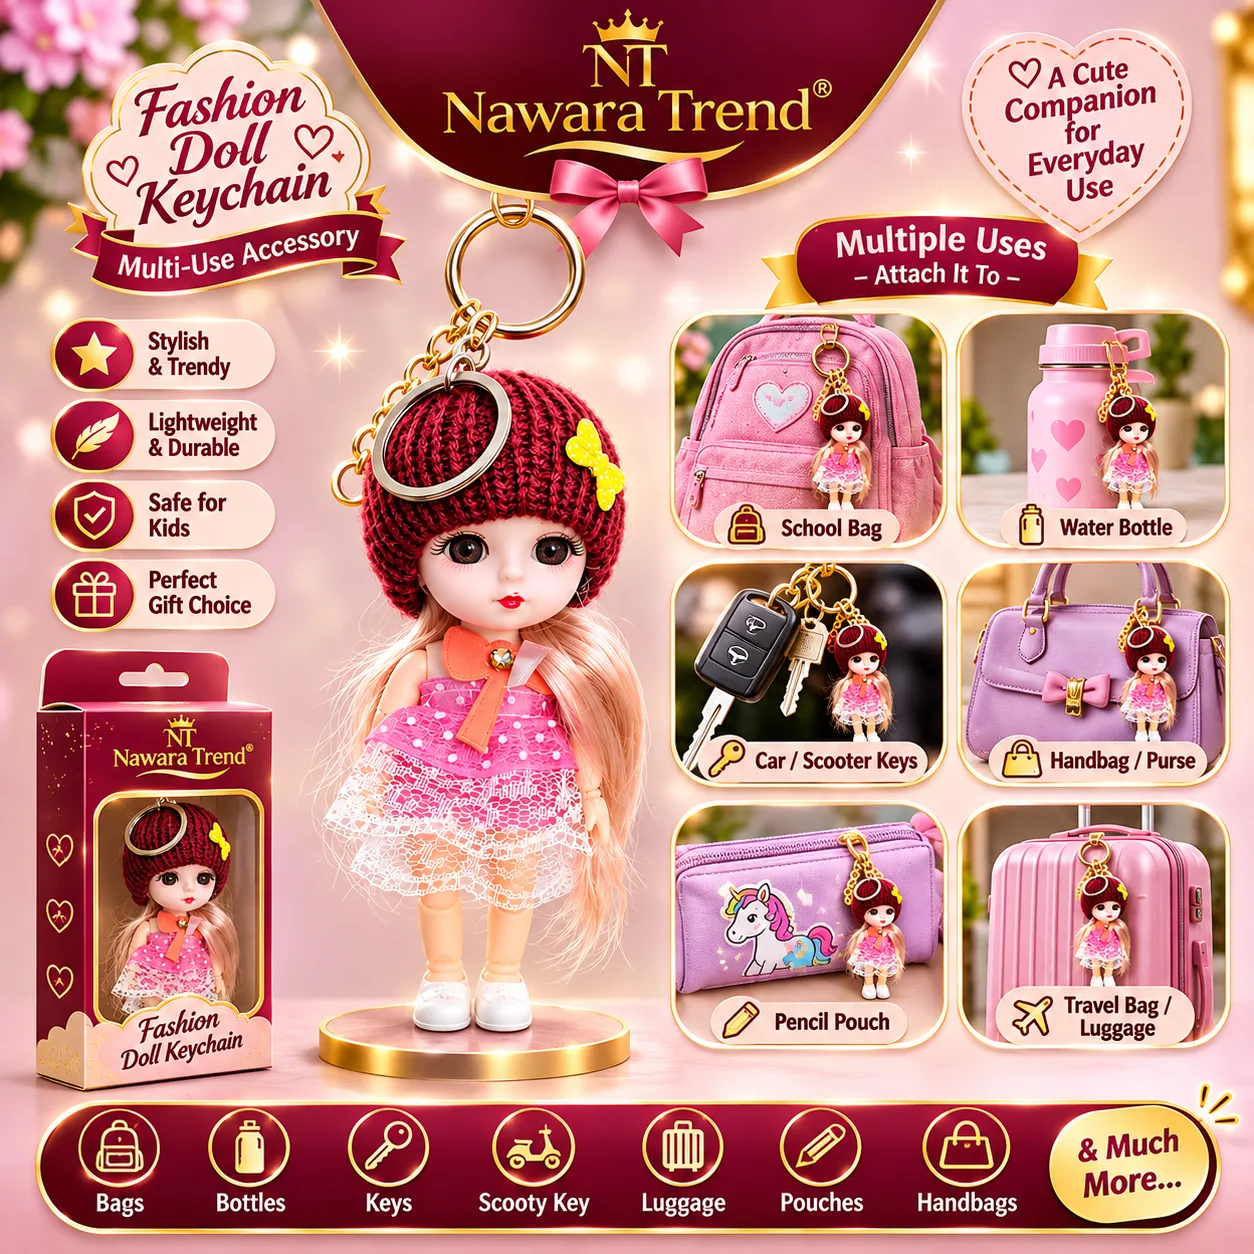 NT
Nawara Trend®
Fashion
Doll
Keychain
Multi-Use Accessory
A Cute
Companion
for
Everyday
Use
Multiple Uses
– Attach It To –
Stylish
& Trendy
Lightweight
& Durable
Safe for
Kids
Perfect
Gift Choice
School Bag
Water Bottle
Car / Scooter Keys
Handbag / Purse
Pencil Pouch
Travel Bag /
Luggage
NT
Nawara Trend®
Fashion
Doll Keychain
Bags
Bottles
Keys
Scooty Key
Luggage
Pouches
Handbags
& Much
More...